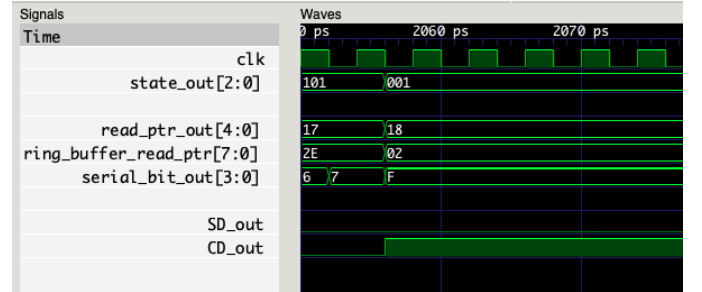 Signals Waves
Time 0 ps 2060 ps 2070 ps
clk
state_out[2:0] 101 001
read_ptr_out[4:0] 17 18
ring_buffer_read_ptr[7:0] 2E 02
serial_bit_out[3:0] 6 7 F
SD_out
CD_out